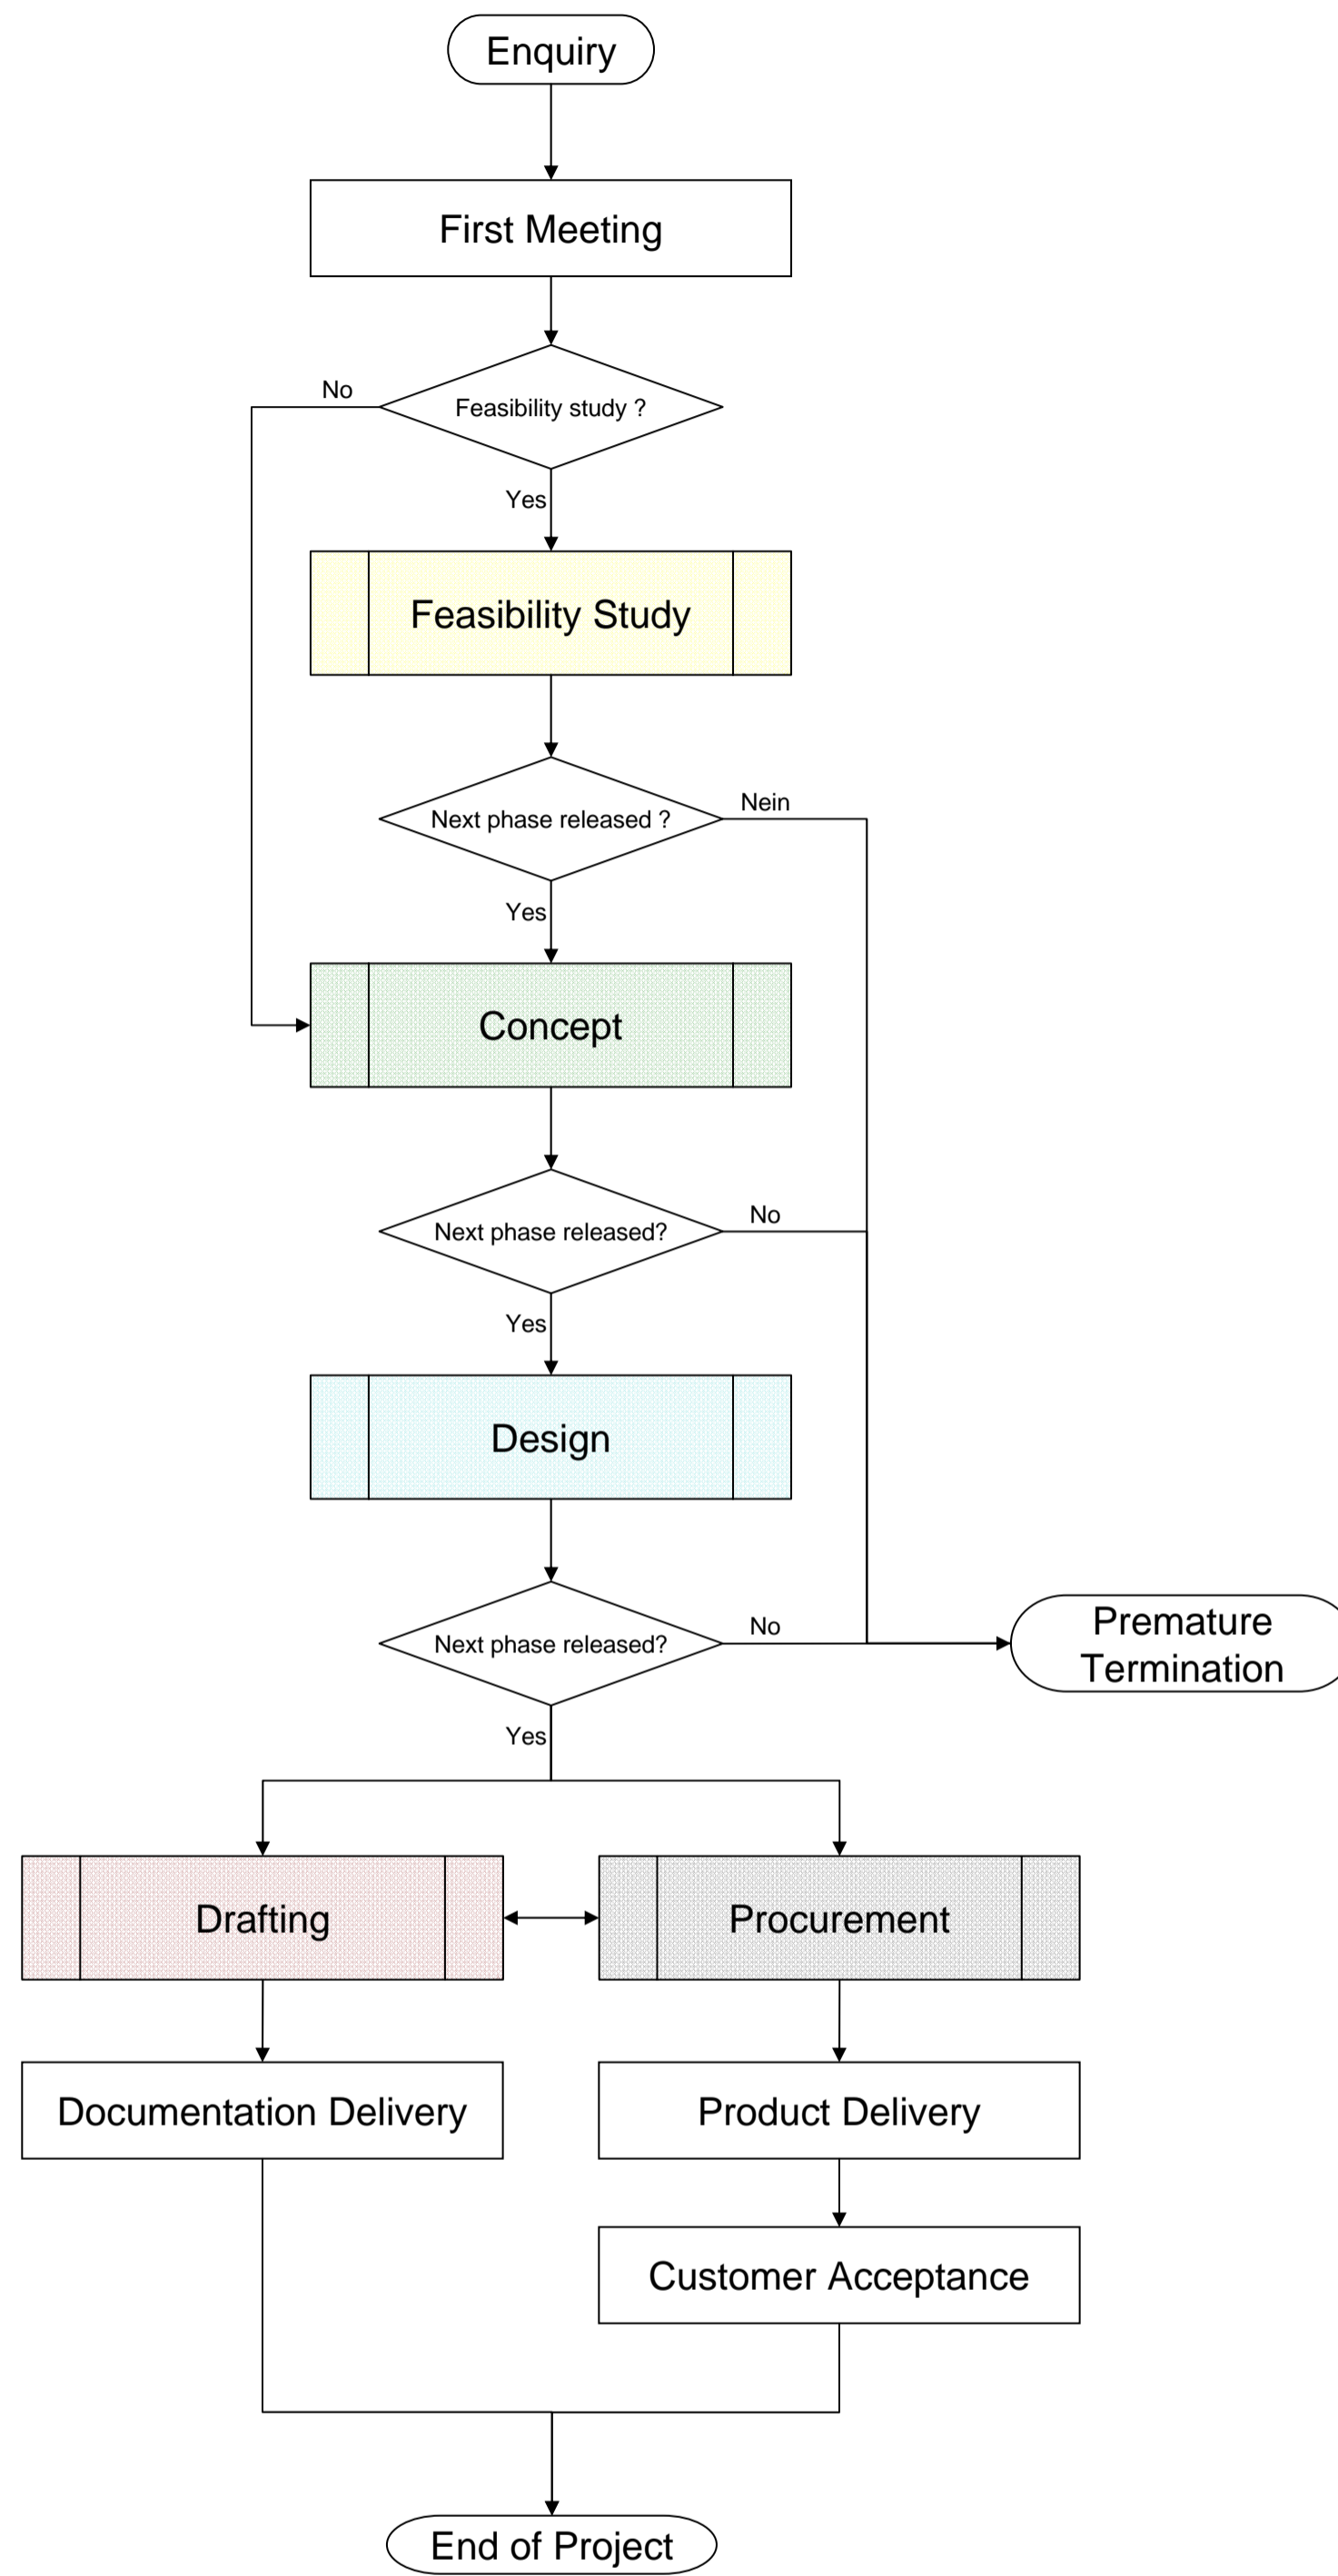 Enquiry
First Meeting
No
Feasibility study ?
Yes
Feasibility Study
Nein
Next phase released ?
Yes
Concept
No
Next phase released?
Yes
Design
No
Next phase released?
Premature
Termination
Yes
Drafting
Procurement
Documentation Delivery
Product Delivery
Customer Acceptance
End of Project